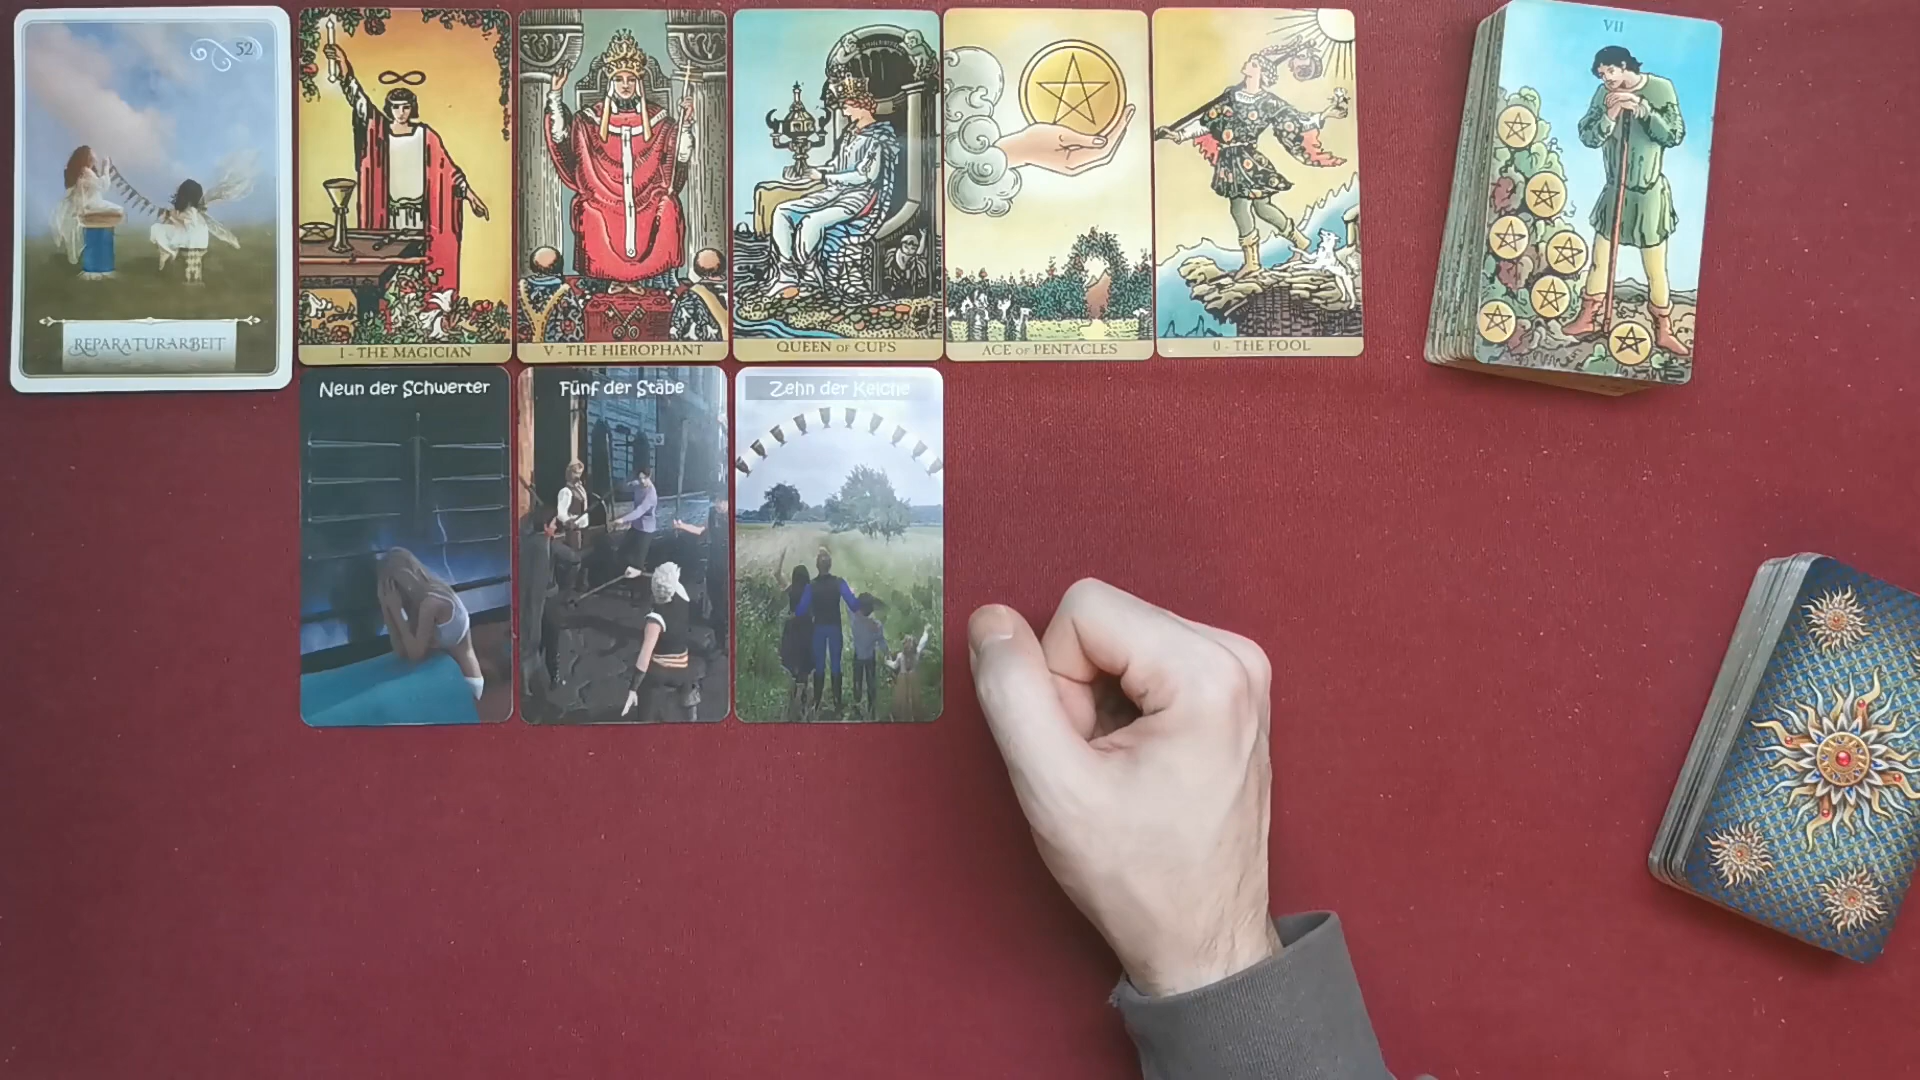 52
REPARATURARBEIT
I - THE MAGICIAN
V - THE HIEROPHANT
QUEEN OF CUPS
ACE OF PENTACLES
0 - THE FOOL
VII
Neun der Schwerter
Fünf der Stäbe
Zehn der Kelche